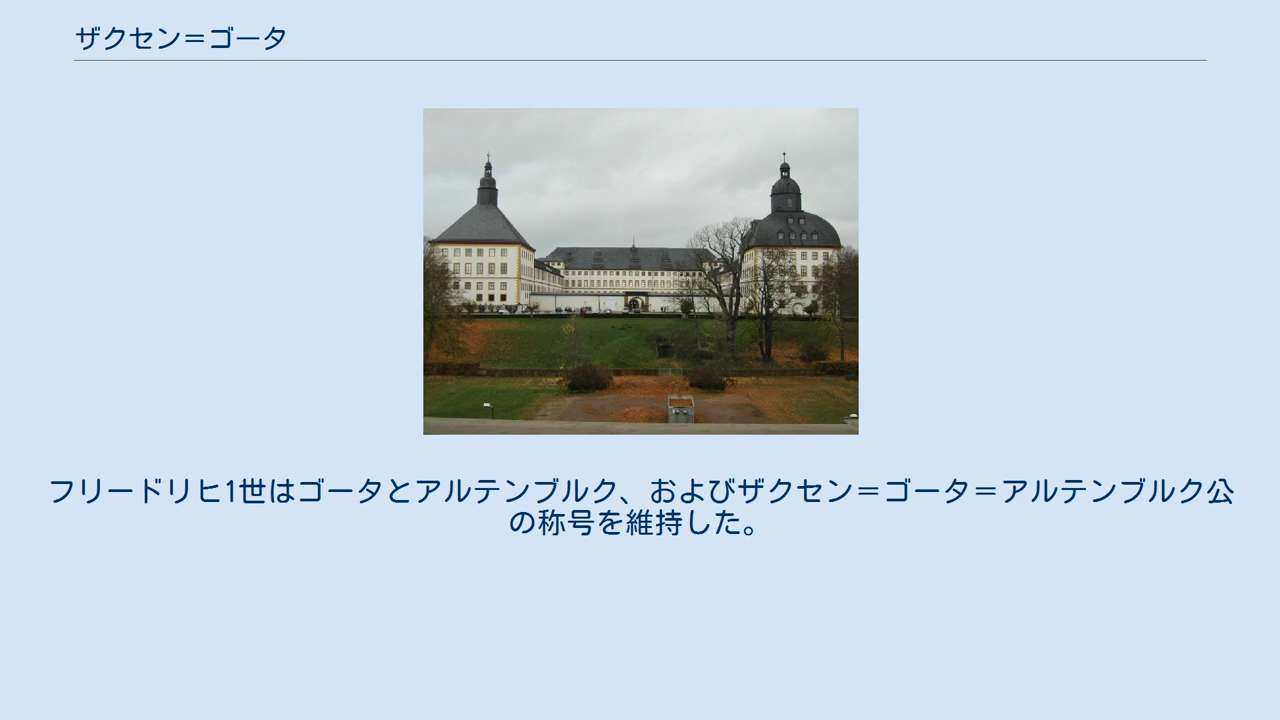 ザクセン＝ゴータ
フリードリヒ1世はゴータとアルテンブルク、およびザクセン＝ゴータ＝アルテンブルク公
の称号を維持した。